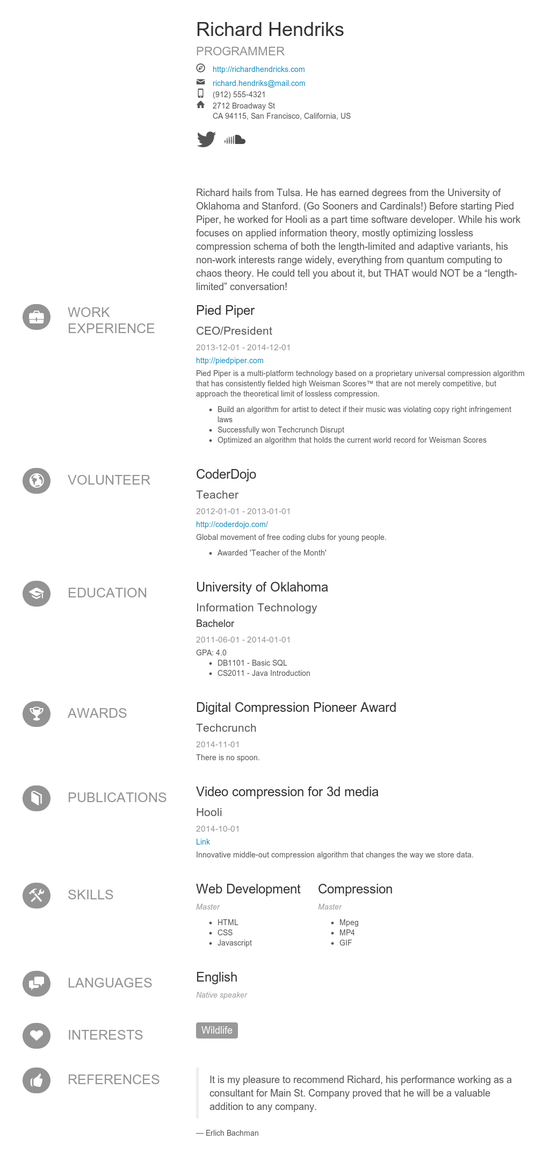 Richard Hendriks
PROGRAMMER
http://richardhendricks.com
richard.hendriks@mail.com
(912) 555-4321
2712 Broadway St
CA 94115, San Francisco, California, US
Richard hails from Tulsa. He has earned degrees from the University of
Oklahoma and Stanford. (Go Sooners and Cardinals!) Before starting Pied
Piper, he worked for Hooli as a part time software developer. While his work
focuses on applied information theory, mostly optimizing lossless
compression schema of both the length-limited and adaptive variants, his
non-work interests range widely, everything from quantum computing to
chaos theory. He could tell you about it, but THAT would NOT be a “length-
limited” conversation!
WORK
EXPERIENCE
Pied Piper
CEO/President
2013-12-01 - 2014-12-01
http://piedpiper.com
Pied Piper is a multi-platform technology based on a proprietary universal compression algorithm
that has consistently fielded high Weisman Scores™ that are not merely competitive, but
approach the theoretical limit of lossless compression.
• Build an algorithm for artist to detect if their music was violating copy right infringement
laws
• Successfully won Techcrunch Disrupt
• Optimized an algorithm that holds the current world record for Weisman Scores
VOLUNTEER
CoderDojo
Teacher
2012-01-01 - 2013-01-01
http://coderdojo.com/
Global movement of free coding clubs for young people.
• Awarded 'Teacher of the Month'
EDUCATION
University of Oklahoma
Information Technology
Bachelor
2011-06-01 - 2014-01-01
GPA: 4.0
• DB1101 - Basic SQL
• CS2011 - Java Introduction
AWARDS
Digital Compression Pioneer Award
Techcrunch
2014-11-01
There is no spoon.
PUBLICATIONS
Video compression for 3d media
Hooli
2014-10-01
Link
Innovative middle-out compression algorithm that changes the way we store data.
SKILLS
Web Development
Master
• HTML
• CSS
• Javascript
Compression
Master
• Mpeg
• MP4
• GIF
LANGUAGES
English
Native speaker
INTERESTS
Wildlife
REFERENCES
It is my pleasure to recommend Richard, his performance working as a
consultant for Main St. Company proved that he will be a valuable
addition to any company.
— Erlich Bachman